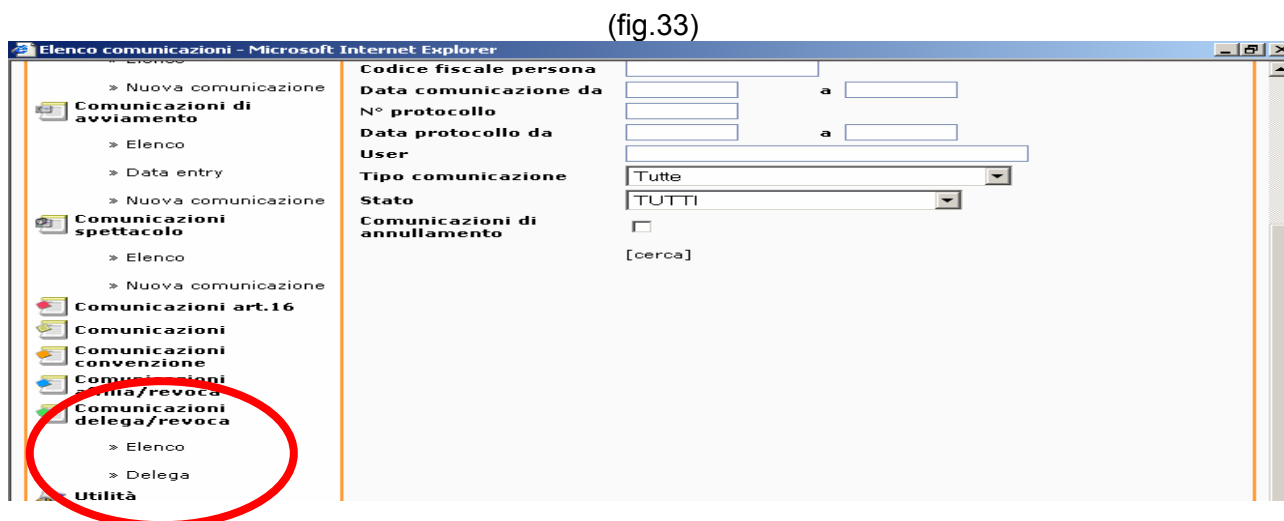 (fig.33)
Elenco comunicazioni - Microsoft Internet Explorer
» Elenco
» Nuova comunicazione
Comunicazioni di
avviamento
» Elenco
» Data entry
» Nuova comunicazione
Comunicazioni
spettacolo
» Elenco
» Nuova comunicazione
Comunicazioni art.16
Comunicazioni
Comunicazioni
convenzione
Comunicazioni
affilia/revoca
Comunicazioni
delega/revoca
» Elenco
» Delega
Utilità
Codice fiscale persona
Data comunicazione da a
N° protocollo
Data protocollo da a
User
Tipo comunicazione Tutte
Stato TUTTI
Comunicazioni di
annullamento
[cerca]